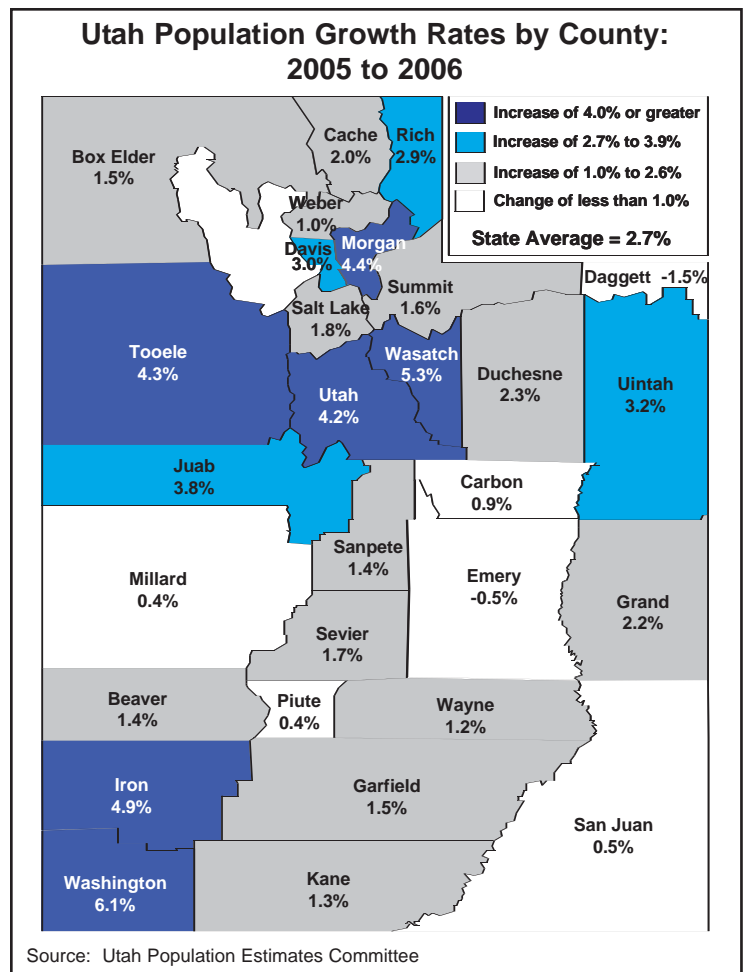 Utah Population Growth Rates by County:
2005 to 2006
Increase of 4.0% or greater
Increase of 2.7% to 3.9%
Increase of 1.0% to 2.6%
Change of less than 1.0%
State Average = 2.7%
Box Elder
1.5%
Cache
2.0%
Rich
2.9%
Weber
1.0%
Davis
3.0%
Morgan
4.4%
Summit
1.6%
Daggett -1.5%
Salt Lake
1.8%
Tooele
4.3%
Utah
4.2%
Wasatch
5.3%
Duchesne
2.3%
Uintah
3.2%
Juab
3.8%
Carbon
0.9%
Sanpete
1.4%
Millard
0.4%
Emery
-0.5%
Grand
2.2%
Sevier
1.7%
Beaver
1.4%
Piute
0.4%
Wayne
1.2%
Iron
4.9%
Garfield
1.5%
San Juan
0.5%
Washington
6.1%
Kane
1.3%
Source: Utah Population Estimates Committee